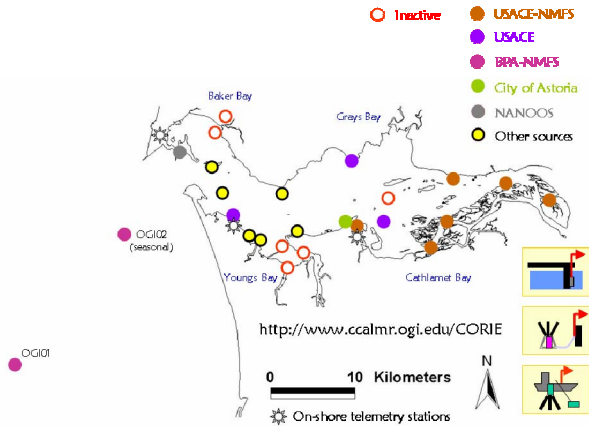 Inactive
USACE-NMFS
USACE
BPA-NMFS
City of Astoria
NANOOS
Other sources
Baker Bay
Grays Bay
OGI02
(seasonal)
Youngs Bay
Cathlamet Bay
http://www.ccalmr.ogi.edu/CORIE
OGI01
N
0 10 Kilometers
On-shore telemetry stations